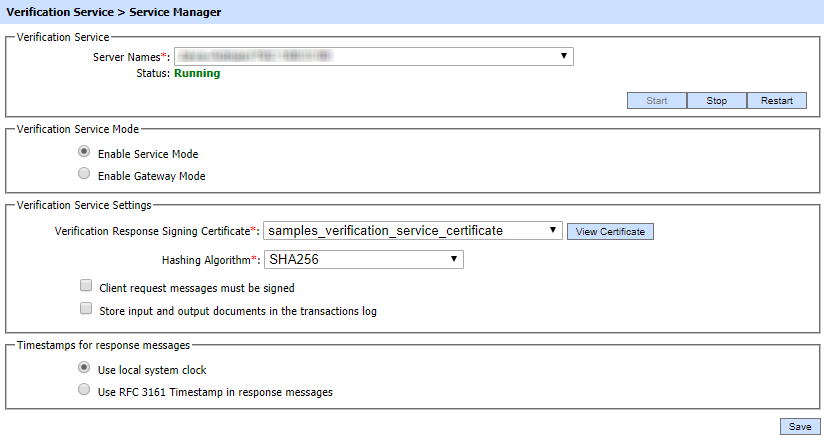 Verification Service > Service Manager
Verification Service
Server Names*:
Status: Running
Start Stop Restart
Verification Service Mode
Enable Service Mode
Enable Gateway Mode
Verification Service Settings
Verification Response Signing Certificate*: samples_verification_service_certificate View Certificate
Hashing Algorithm*: SHA256
Client request messages must be signed
Store input and output documents in the transactions log
Timestamps for response messages
Use local system clock
Use RFC 3161 Timestamp in response messages
Save